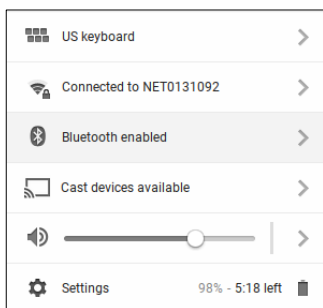 US keyboard
Connected to NET0131092
Bluetooth enabled
Cast devices available
Settings 98% - 5:18 left